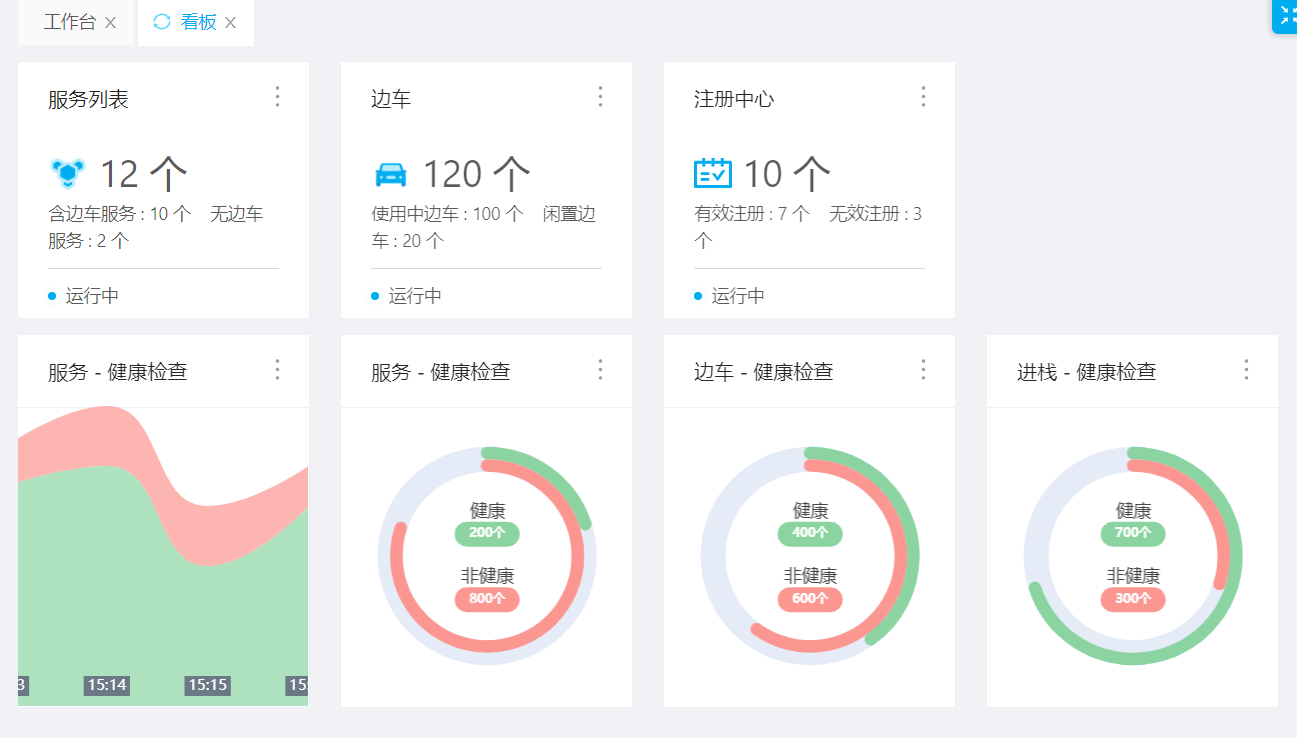 工作台
看板
服务列表
12 个
含边车服务 : 10 个 无边车
服务 : 2 个
运行中
边车
120 个
使用中边车 : 100 个 闲置边
车 : 20 个
运行中
注册中心
10 个
有效注册 : 7 个 无效注册 : 3
个
运行中
服务 - 健康检查
3
15:14
15:15
15:
服务 - 健康检查
健康
200个
非健康
800个
边车 - 健康检查
健康
400个
非健康
600个
进栈 - 健康检查
健康
700个
非健康
300个